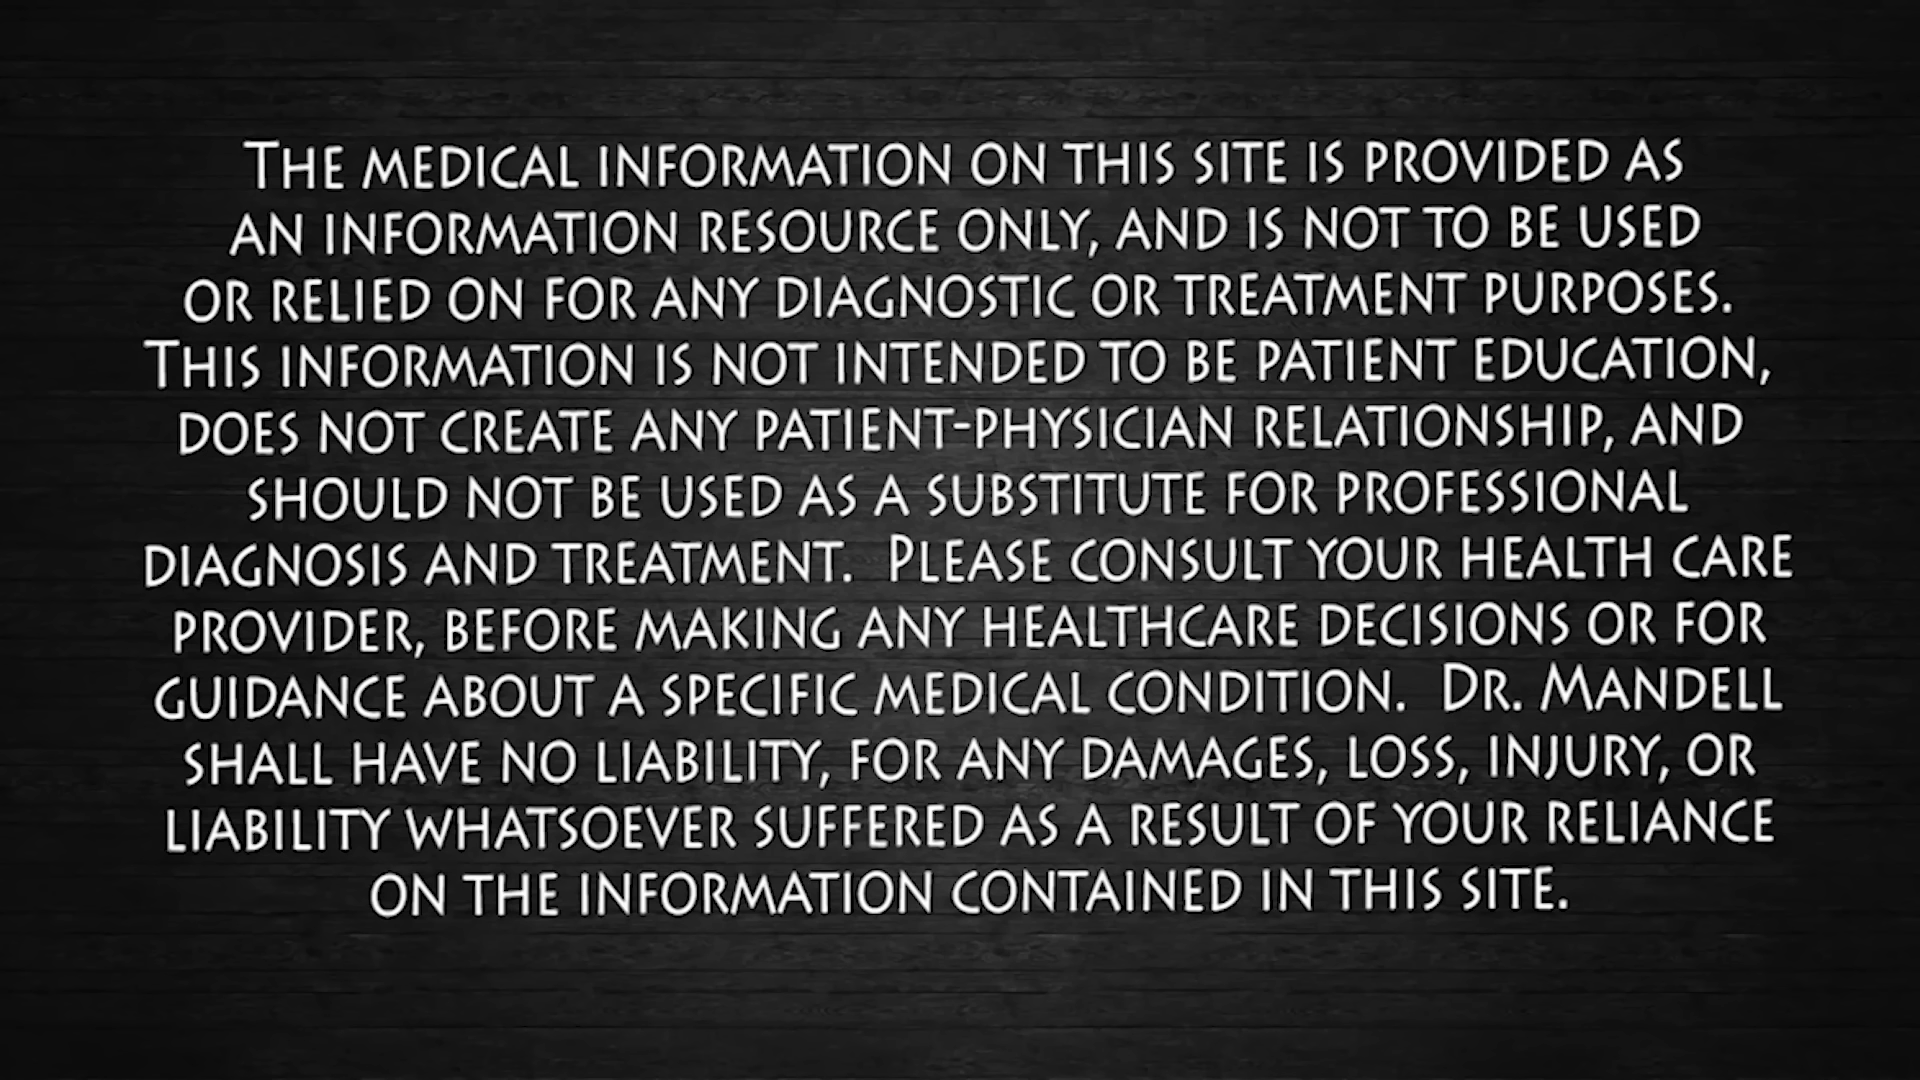 The medical information on this site is provided as
an information resource only, and is not to be used
or relied on for any diagnostic or treatment purposes.
This information is not intended to be patient education,
does not create any patient-physician relationship, and
should not be used as a substitute for professional
diagnosis and treatment. Please consult your health care
provider, before making any healthcare decisions or for
guidance about a specific medical condition. Dr. Mandell
shall have no liability, for any damages, loss, injury, or
liability whatsoever suffered as a result of your reliance
on the information contained in this site.